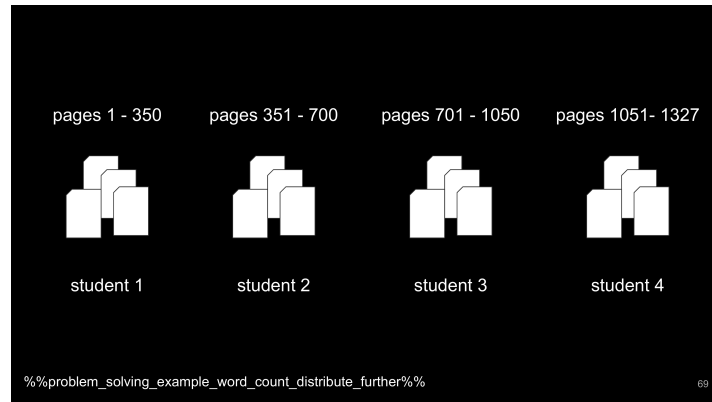 pages 1 - 350 pages 351 - 700 pages 701 - 1050 pages 1051- 1327
student 1 student 2 student 3 student 4
%%problem_solving_example_word_count_distribute_further%%
69